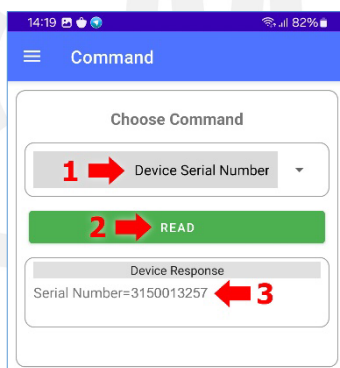 14:19 82%
Command
Choose Command
1 Device Serial Number
2 READ
Device Response
Serial Number=3150013257 3